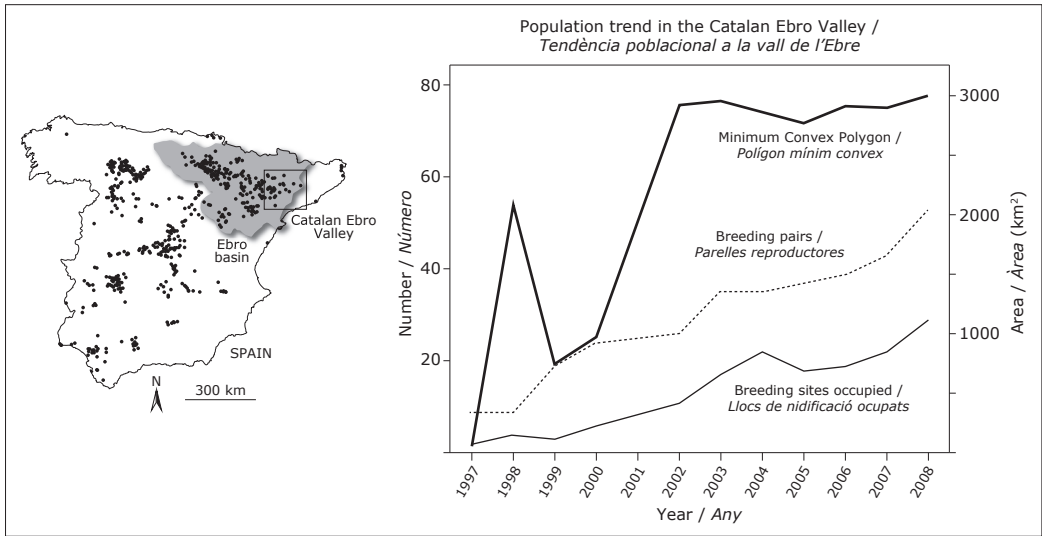 Population trend in the Catalan Ebro Valley /
Tendència poblacional a la vall de l'Ebre
80
60
40
20
Number / Número
3000
2000
1000
Area / Àrea (km²)
Minimum Convex Polygon /
Polígon mínim convex
Breeding pairs /
Parelles reproductores
Breeding sites occupied /
Llocs de nidificació ocupats
1997
1998
1999
2000
2001
2002
2003
2004
2005
2006
2007
2008
Year / Any
Catalan Ebro
Valley
Ebro
basin
SPAIN
N
300 km